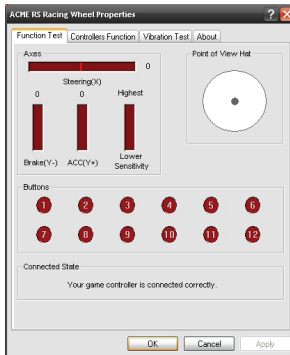 ACME RS Racing Wheel Properties
Function Test Controllers Function Vibration Test About
Axes
0
Steering(X)
0 0 Highest
Brake(Y-) ACC(Y+) Lower
Sensitivity
Point of View Hat
Buttons
1 2 3 4 5 6
7 8 9 10 11 12
Connected State
Your game controller is connected correctly.
OK Cancel Apply